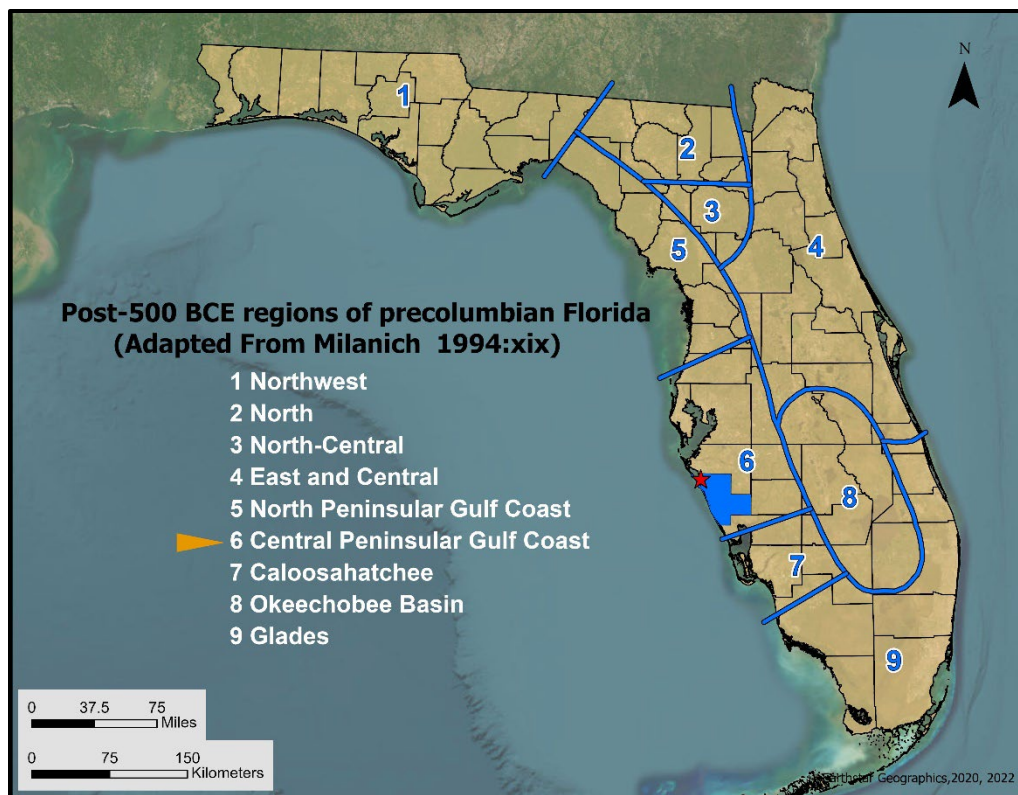 N
1
2
3
5
4
Post-500 BCE regions of precolumbian Florida
(Adapted From Milanich 1994:xix)
1 Northwest
2 North
3 North-Central
4 East and Central
5 North Peninsular Gulf Coast
6 Central Peninsular Gulf Coast
7 Caloosahatchee
8 Okeechobee Basin
9 Glades
6
8
7
9
0 37.5 75
Miles
0 75 150
Kilometers
Geographics,2020, 2022